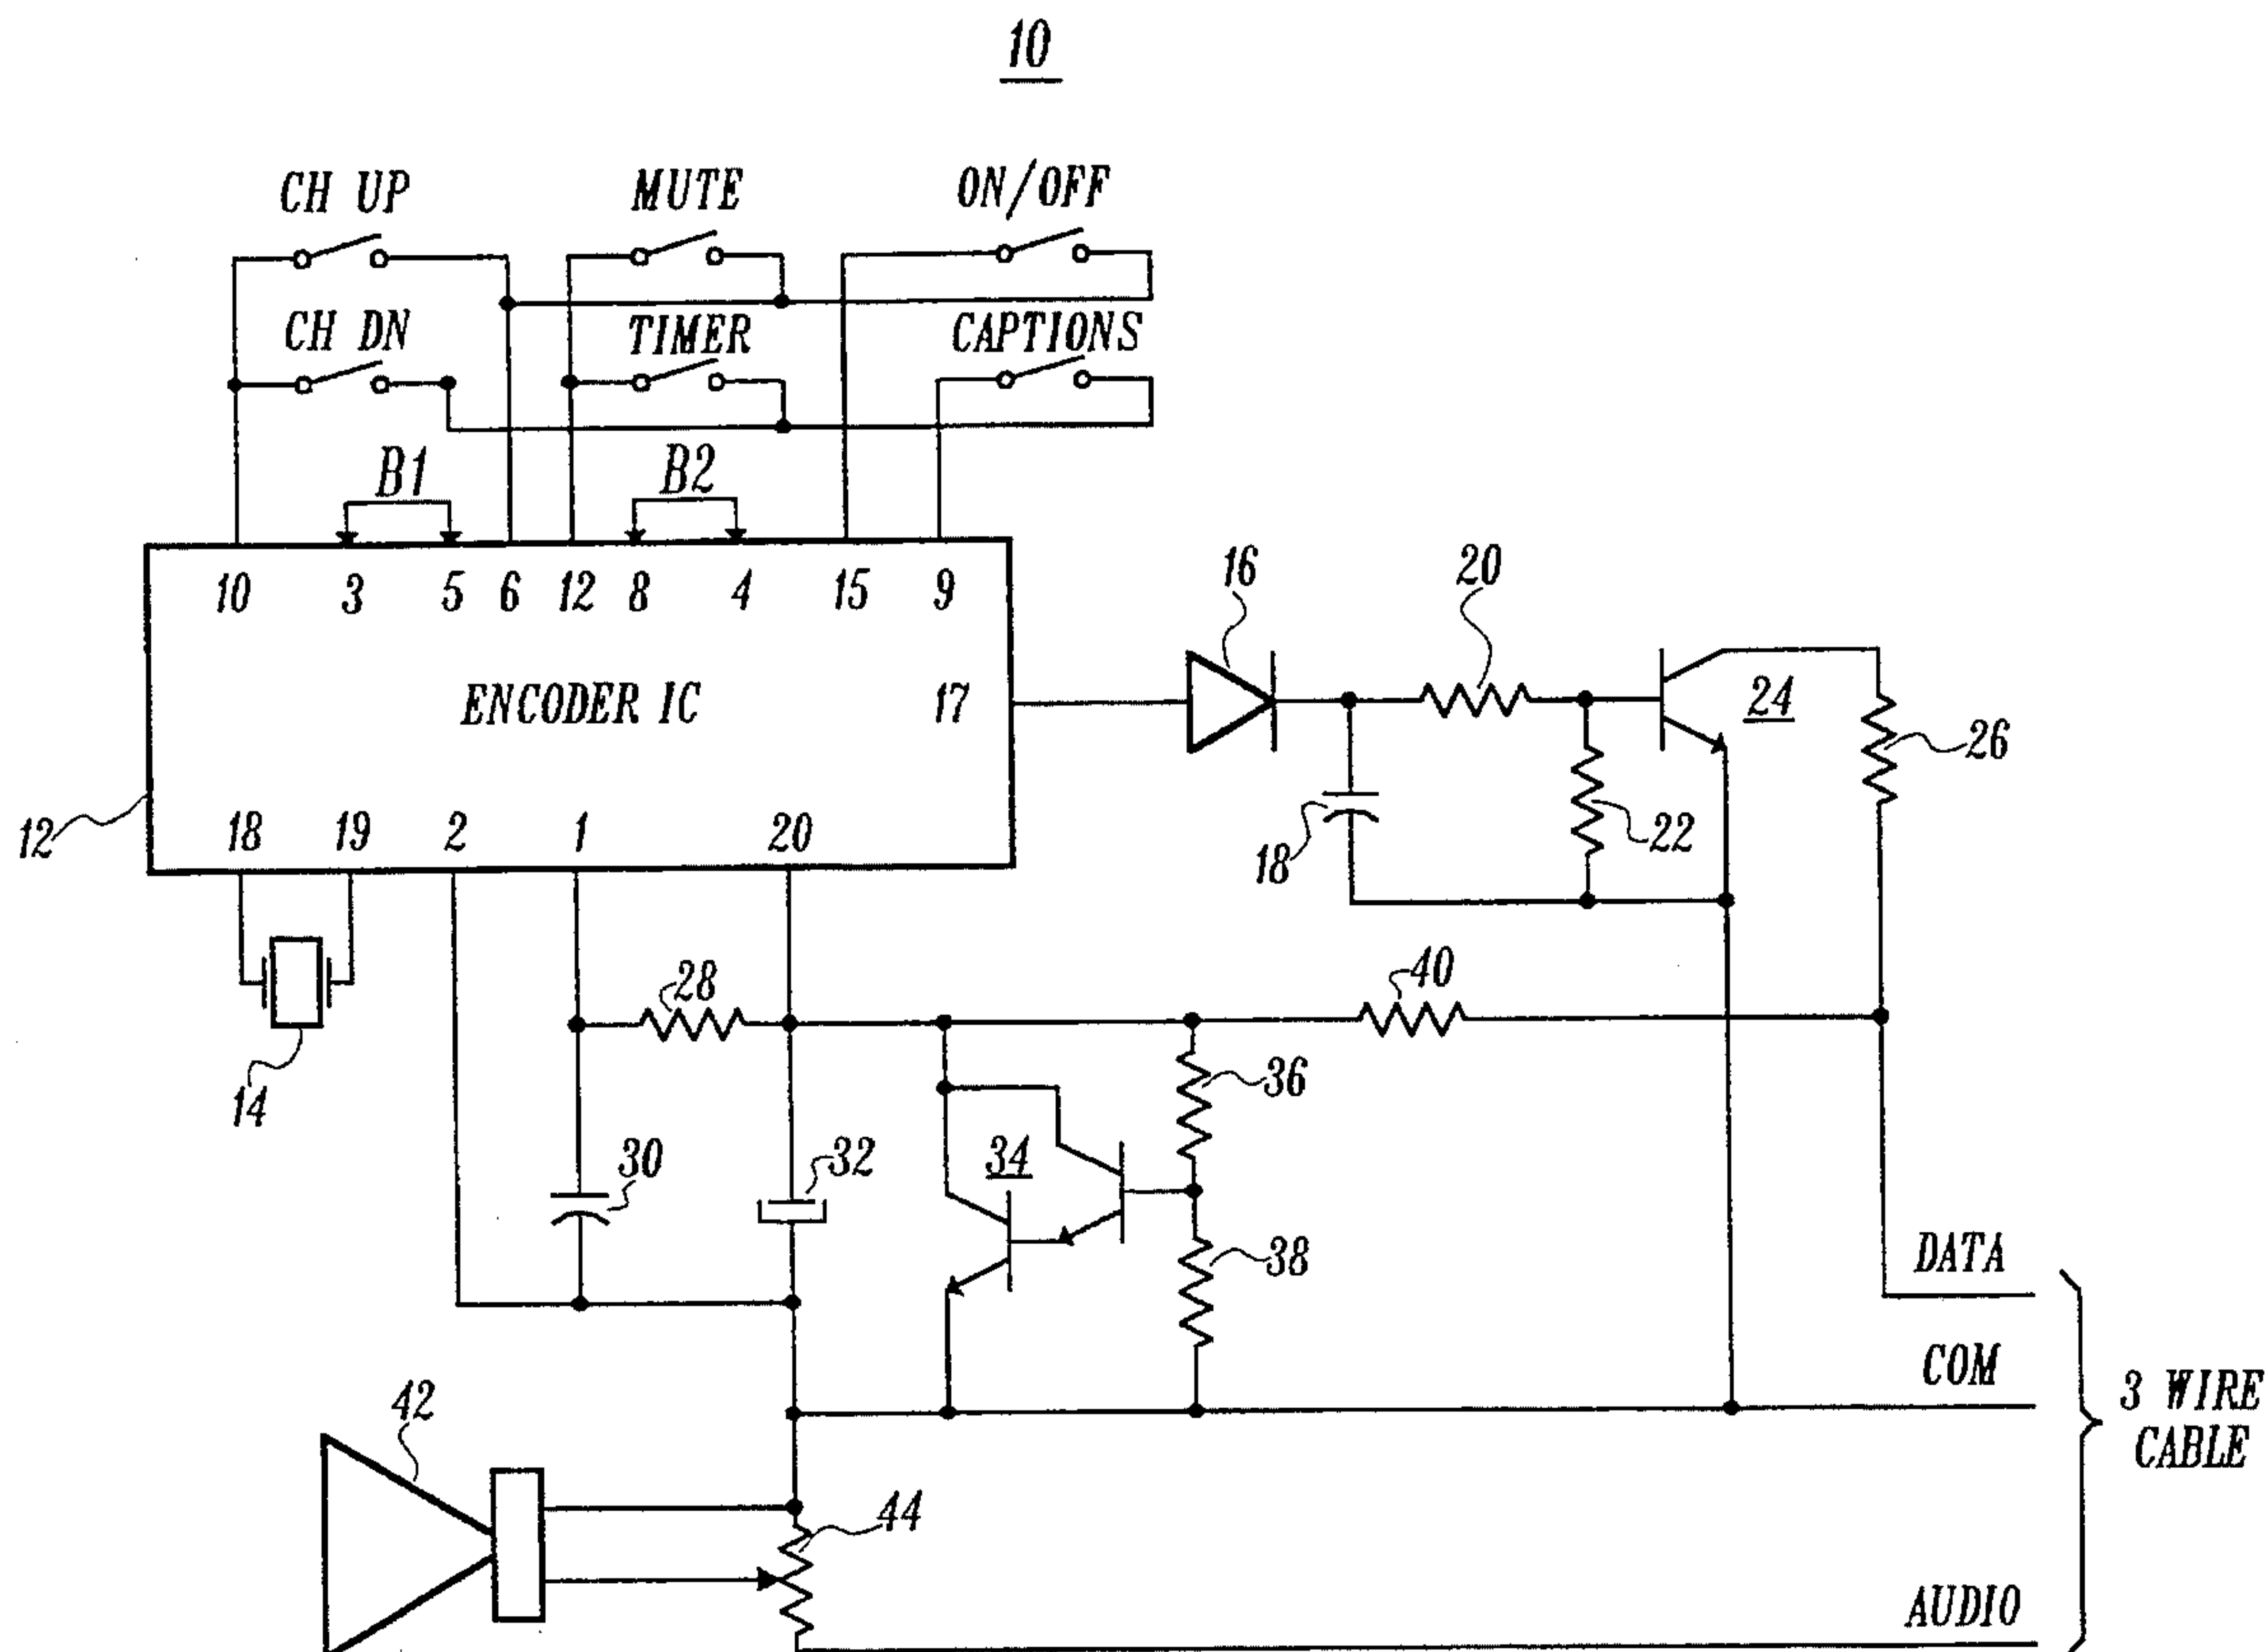 10
CH UP MUTE ON/OFF
CH DN TIMER CAPTIONS
B1 B2
10 3 5 6 12 8 4 15 9
16 20
ENCODER IC 17
24
26
12
18 19 2 1 20
18 22
28 40
14
36
30 32 34
38
DATA
COM
3 WIRE
CABLE
42
44
AUDIO